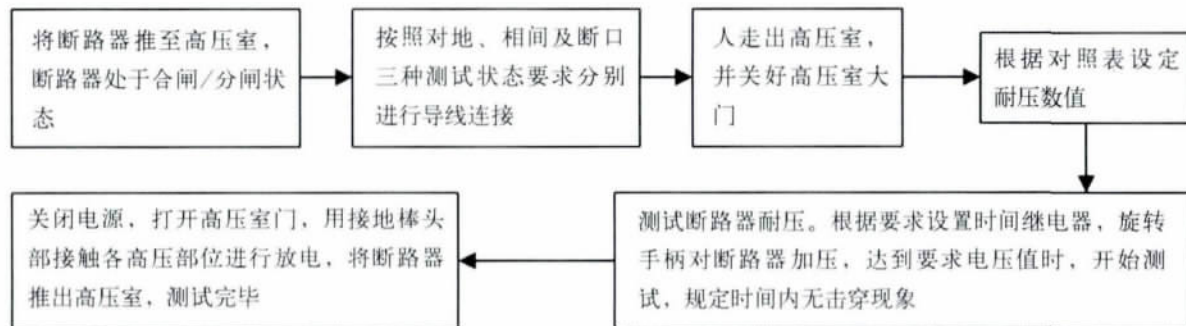 将断路器推至高压室，
断路器处于合闸/分闸状
态
按照对地、相间及断口
三种测试状态要求分别
进行导线连接
人走出高压室，
并关好高压室大
门
根据对照表设定
耐压数值
测试断路器耐压。根据要求设置时间继电器，旋转
手柄对断路器加压，达到要求电压值时，开始测
试，规定时间内无击穿现象
关闭电源，打开高压室门，用接地棒头
部接触各高压部位进行放电，将断路器
推出高压室，测试完毕